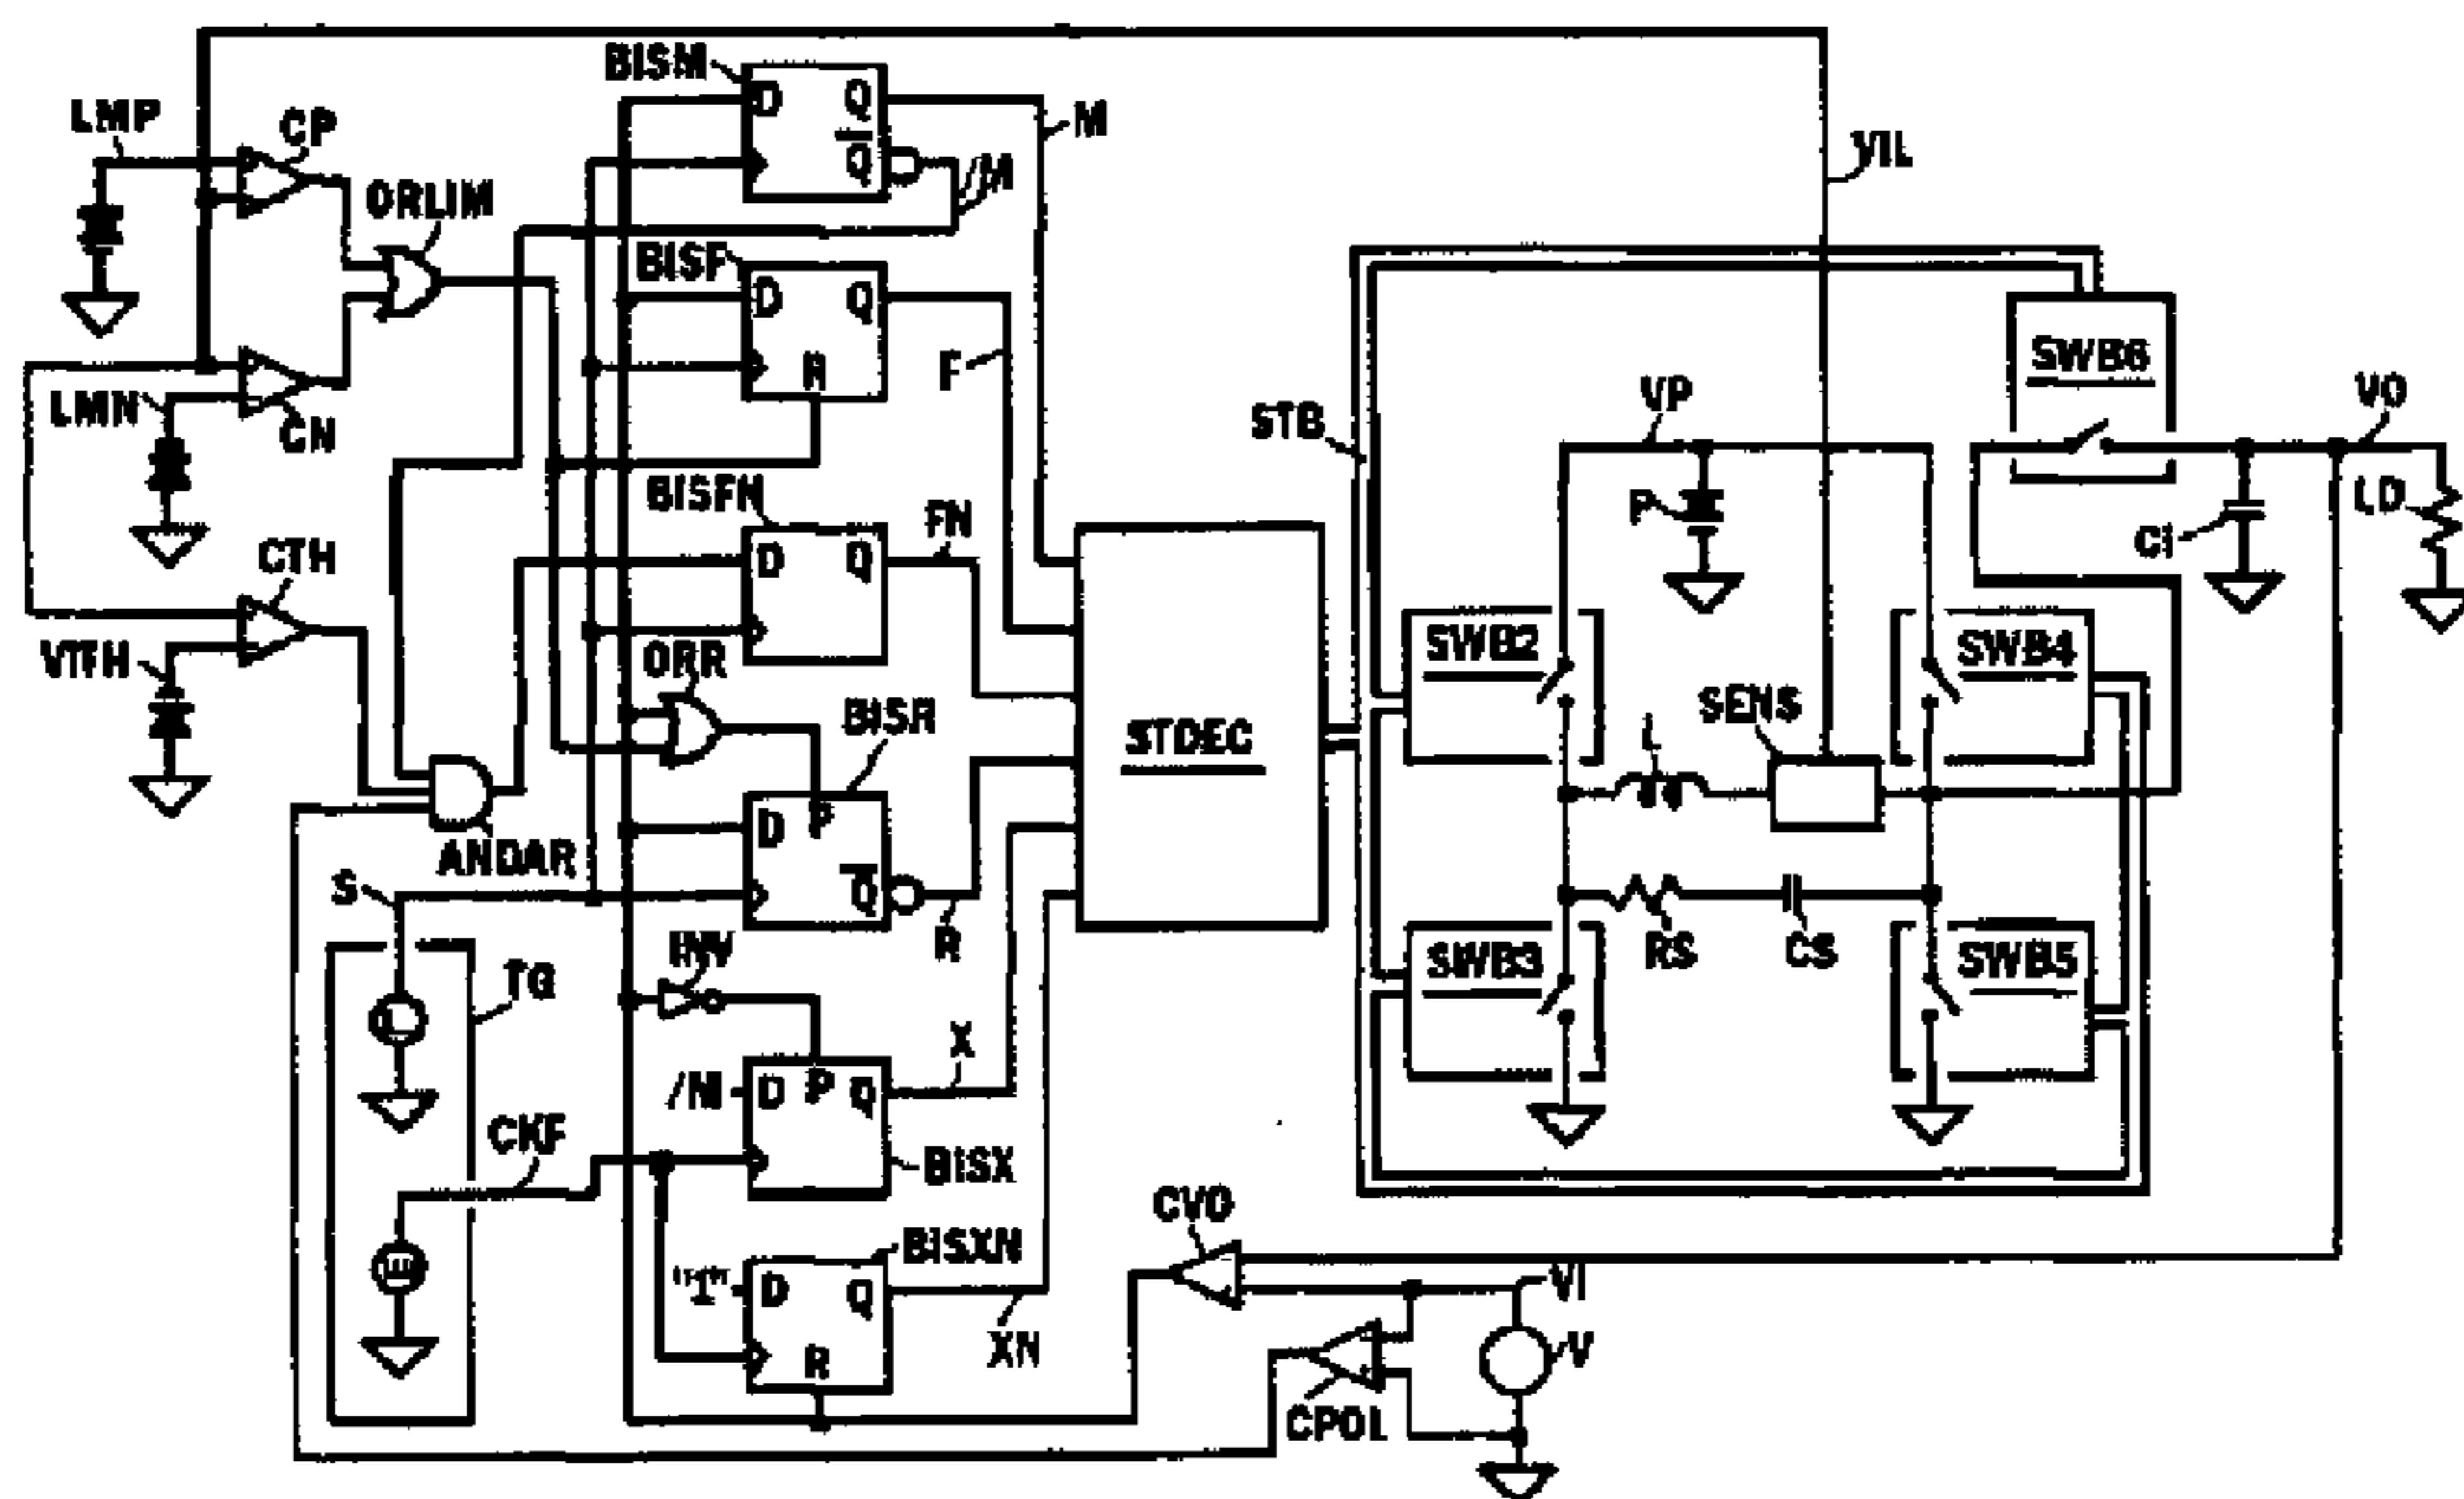 BISM
D Q
Q
M
/M
LMP
CP
ORLIM
VIL
BISF
D Q
R
F
SWB6
LMN
CN
STB
VP
VO
BISFN
FN
D Q
P
CI
LD
CTH
VTFH
ORR
BISR
STDEC
SWB2
SWB4
L
SENS
D P
Q
ANDAR
S
R
RS
CS
SWB3
SWB5
INV
TG
X
/M
D P Q
CKF
BISX
CVO
BISXN
"1"
D Q
R
XN
VI
V
CPOL